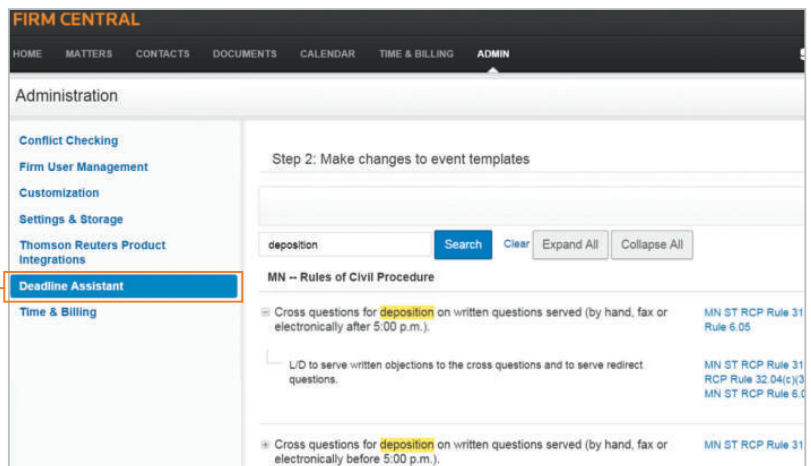 FIRM CENTRAL
HOME MATTERS CONTACTS DOCUMENTS CALENDAR TIME & BILLING ADMIN
Administration
Conflict Checking
Firm User Management
Customization
Settings & Storage
Thomson Reuters Product
Integrations
Deadline Assistant
Time & Billing
Step 2: Make changes to event templates
deposition Search Clear Expand All Collapse All
MN -- Rules of Civil Procedure
Cross questions for deposition on written questions served (by hand, fax or MN ST RCP Rule 31
electronically after 5:00 p.m.). Rule 6.05
L/D to serve written objections to the cross questions and to serve redirect MN ST RCP Rule 31
questions. RCP Rule 32.04(c)(3
MN ST RCP Rule 6.0
Cross questions for deposition on written questions served (by hand, fax or MN ST RCP Rule 31
electronically before 5:00 p.m.).